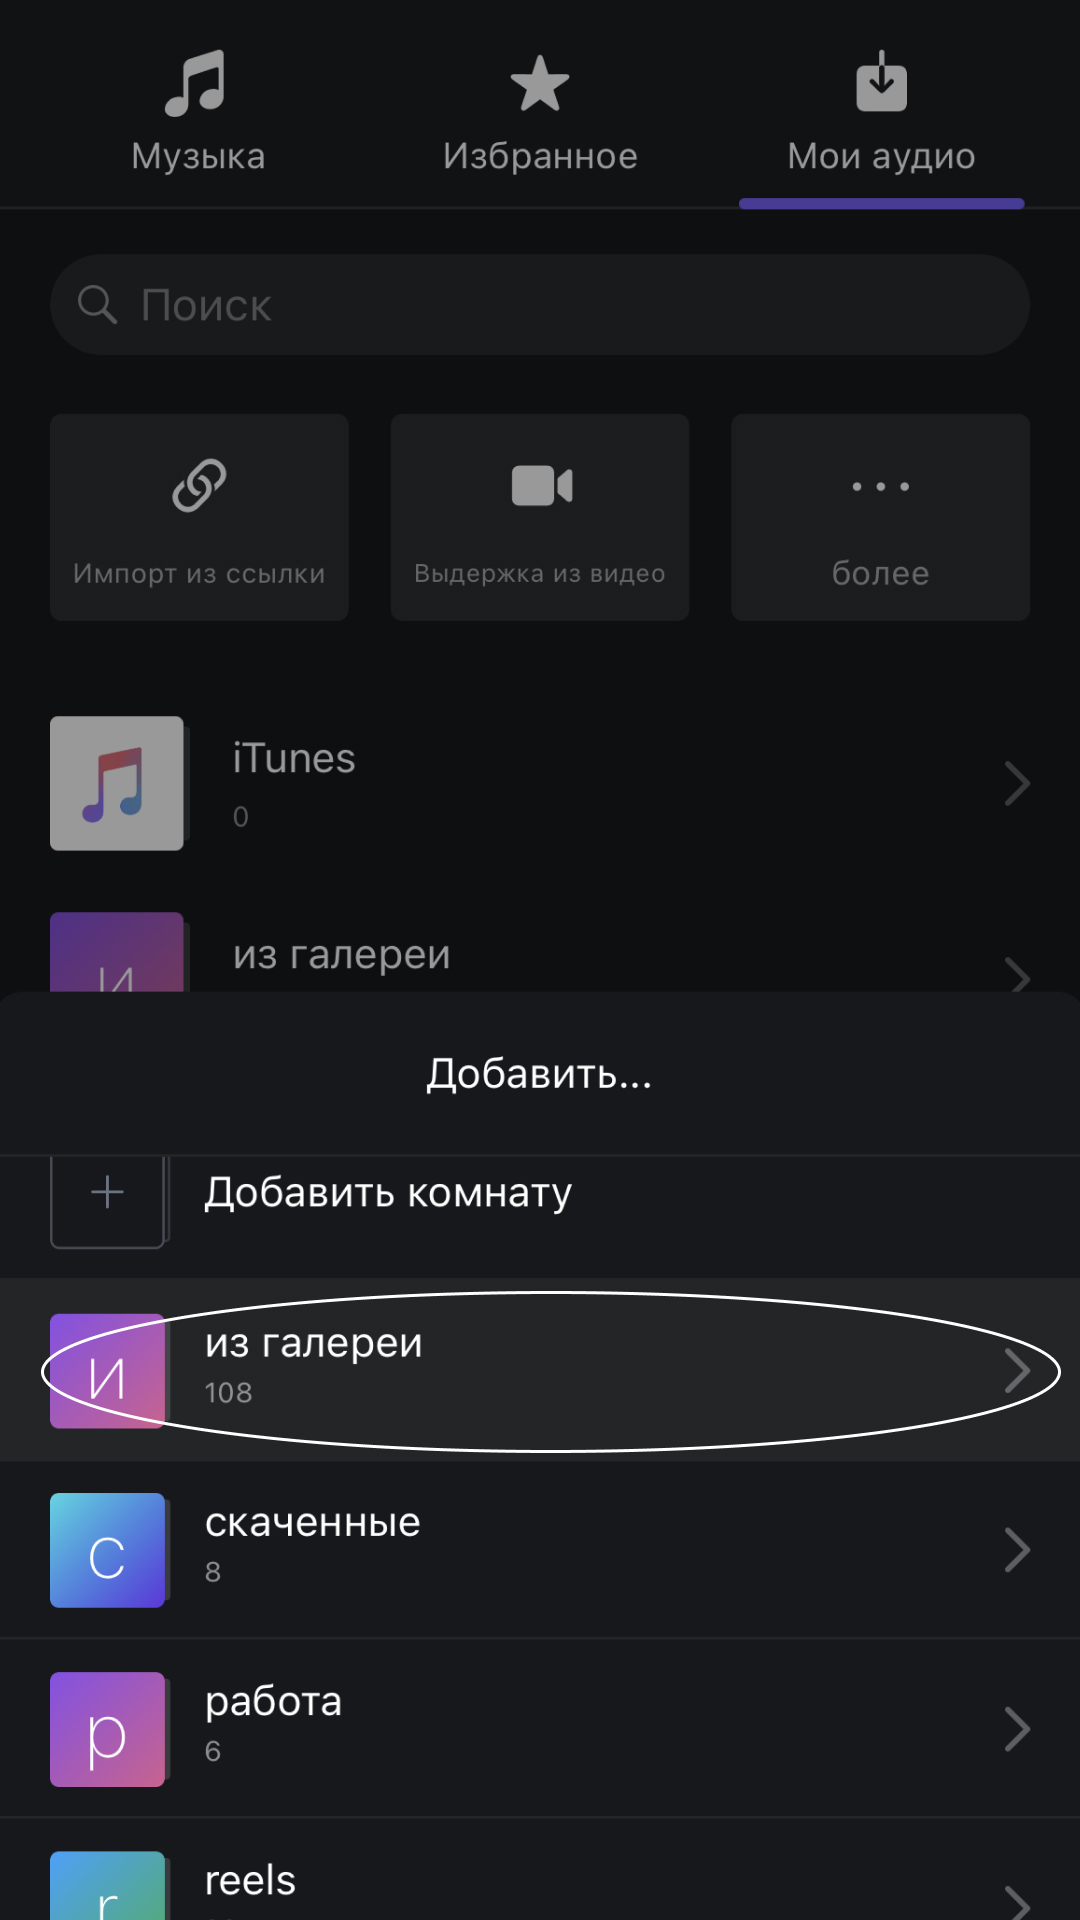 Музыка
Избранное
Мои аудио
Поиск
Импорт из ссылки
Выдержка из видео
более
iTunes
0
И
из галереи
Добавить...
Добавить комнату
И
из галереи
108
С
скаченные
8
р
работа
6
r
reels